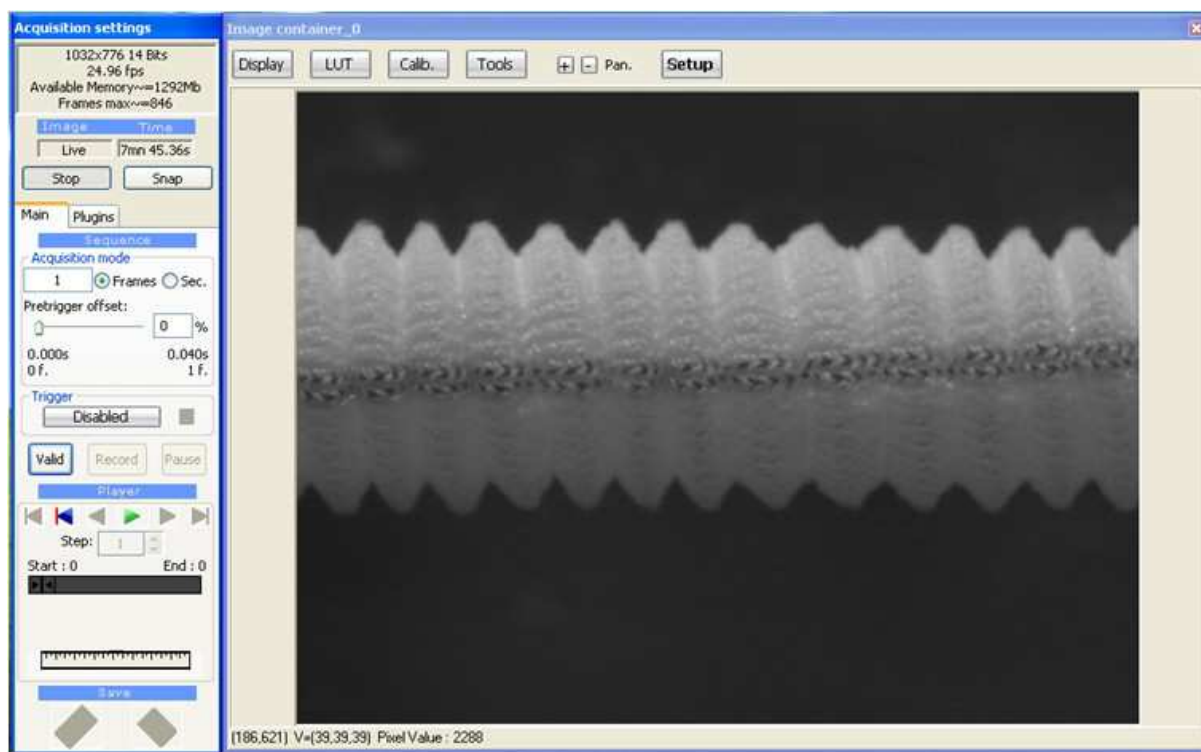 Acquisition settings
1032x776 14 Bits
24.96 fps
Available Memory~=1292Mb
Frames max~=846
Image Time
Live 7mn 45.36s
Stop Snap
Main Plugins
Sequence
Acquisition mode
1 Frames Sec.
Pretrigger offset:
0 %
0.000s 0.040s
0 f. 1 f.
Trigger
Disabled
Valid Record Pause
Player
Step: 1
Start : 0 End : 0
Save
Image container_0
Display LUT Calib. Tools + - Pan. Setup
(186,621) V=(39,39,39) Pixel Value : 2288